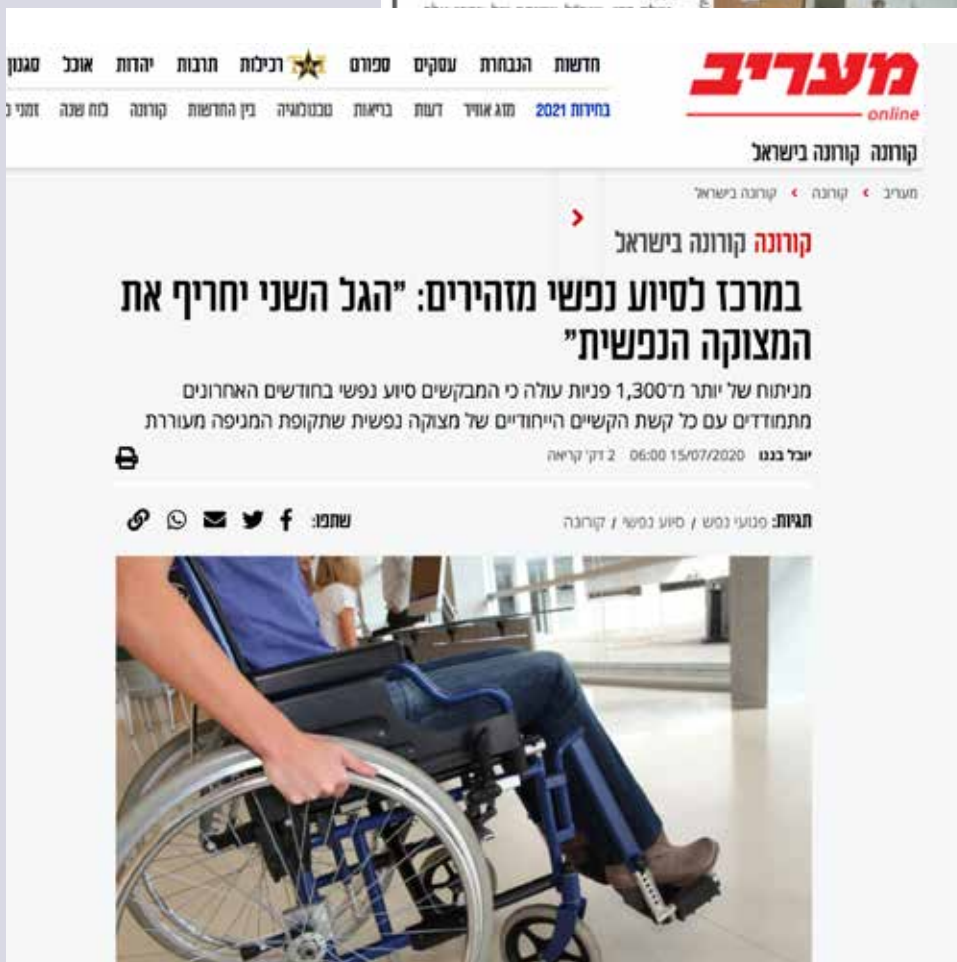 מעריב
online
חדשות הנבחרת עסקים ספורט רכילות תרבות יהדות אוכל סגנון
בחירות 2021 מזג אוויר דעות בריאות טכנולוגיה בין החדשות קורונה לוח שנה זמני
קורונה קורונה בישראל
מעריב › קורונה › קורונה בישראל
קורונה קורונה בישראל
במרכז לסיוע נפשי מזהירים: "הגל השני יחריף את
המצוקה הנפשית"
מניתוח של יותר מ־1,300 פניות עולה כי המבקשים סיוע נפשי בחודשים האחרונים
מתמודדים עם כל קשת הקשיים הייחודיים של מצוקה נפשית שתקופת המגיפה מעוררת
יובל בגנו 15/07/2020 06:00 2 דק' קריאה
תגיות: פגועי נפש / סיוע נפשי / קורונה
שתפו: